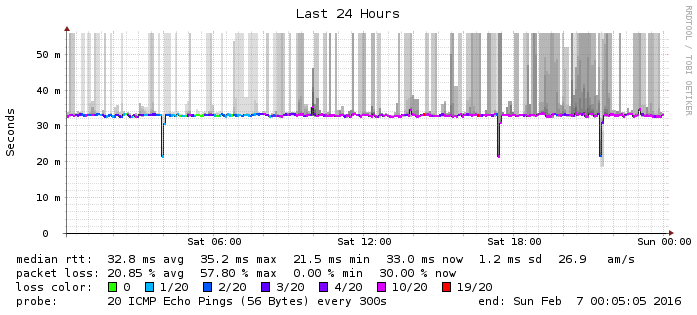 Last 24 Hours
RRDTOOL / TOBI OETIKER
Seconds
50 m
40 m
30 m
20 m
10 m
0
Sat 06:00 Sat 12:00 Sat 18:00 Sun 00:00
median rtt: 32.8 ms avg 35.2 ms max 21.5 ms min 33.0 ms now 1.2 ms sd 26.9 am/s
packet loss: 20.85 % avg 57.80 % max 0.00 % min 30.00 % now
loss color: 0 1/20 2/20 3/20 4/20 10/20 19/20
probe: 20 ICMP Echo Pings (56 Bytes) every 300s end: Sun Feb 7 00:05:05 2016